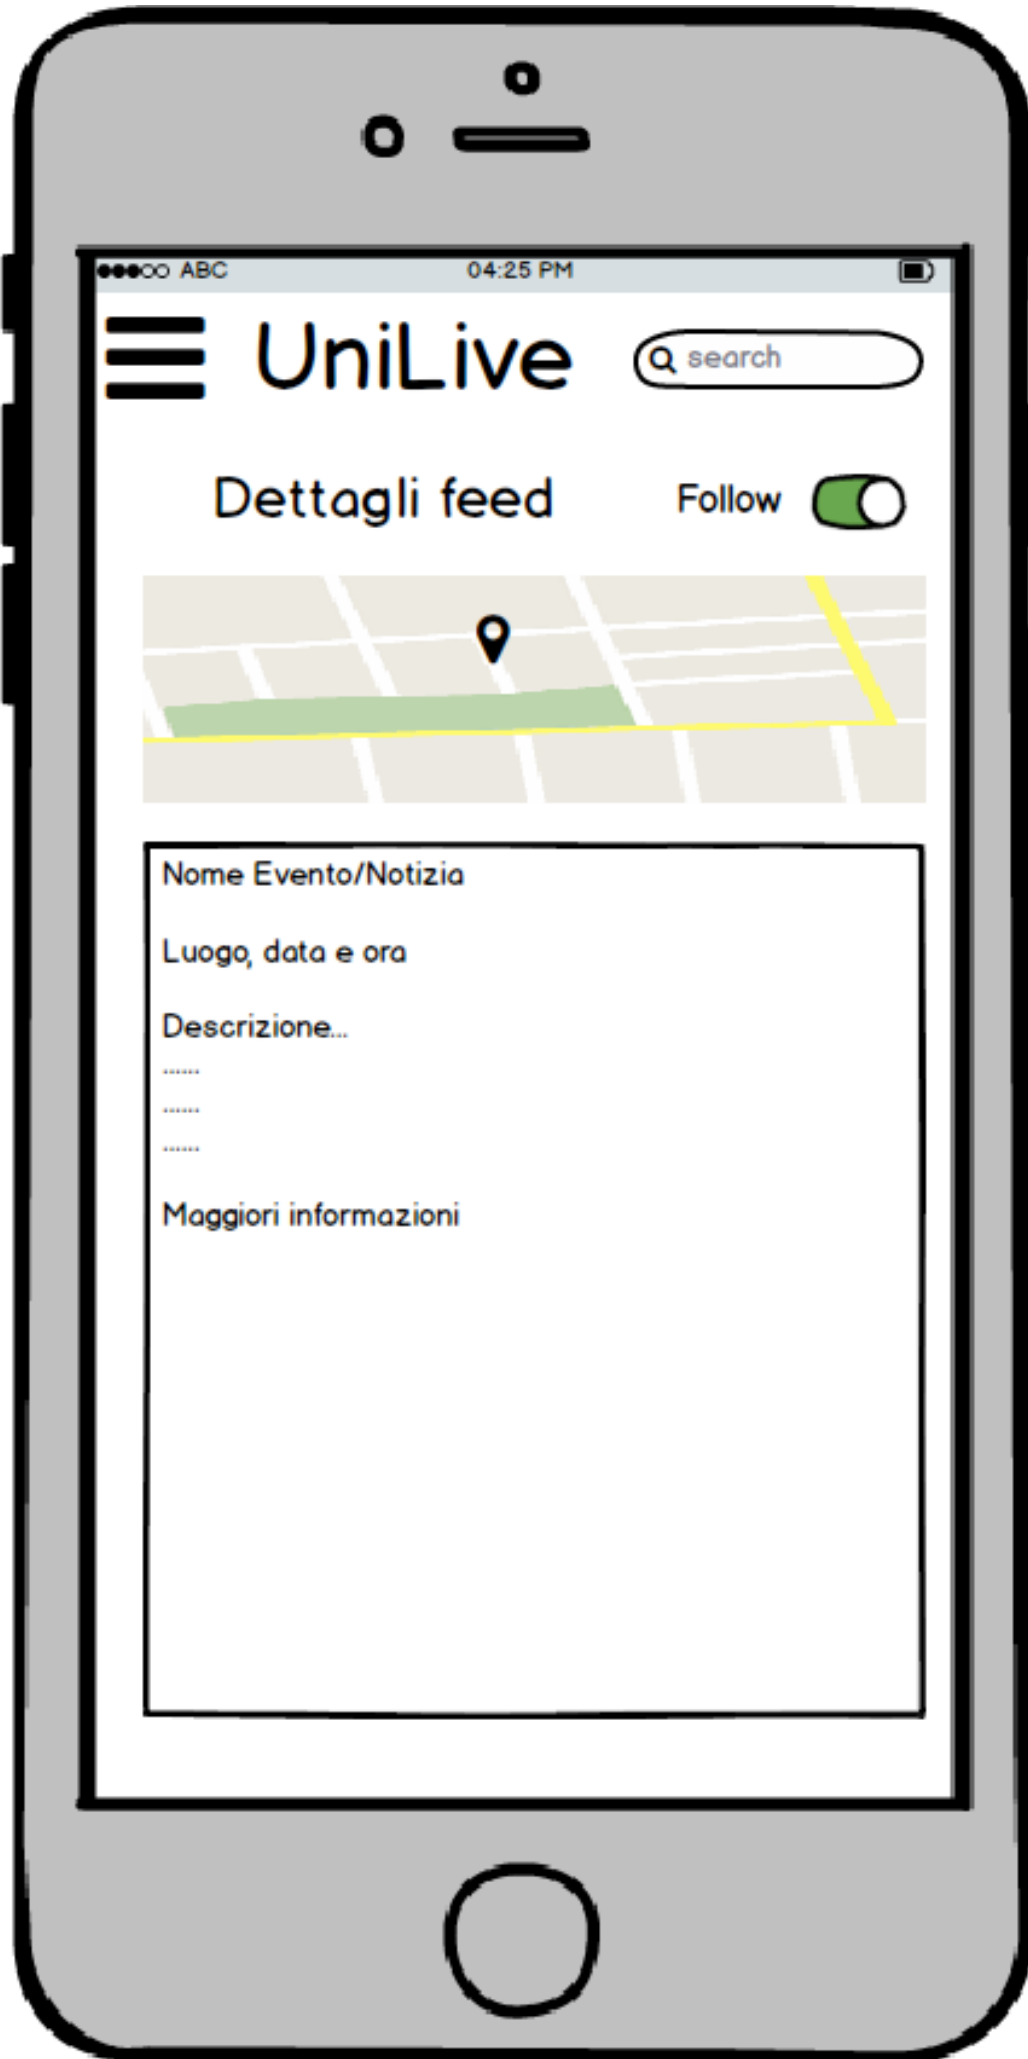 ABC 04:25 PM
UniLive search
Dettagli feed Follow
Nome Evento/Notizia
Luogo, data e ora
Descrizione...
......
......
......
Maggiori informazioni